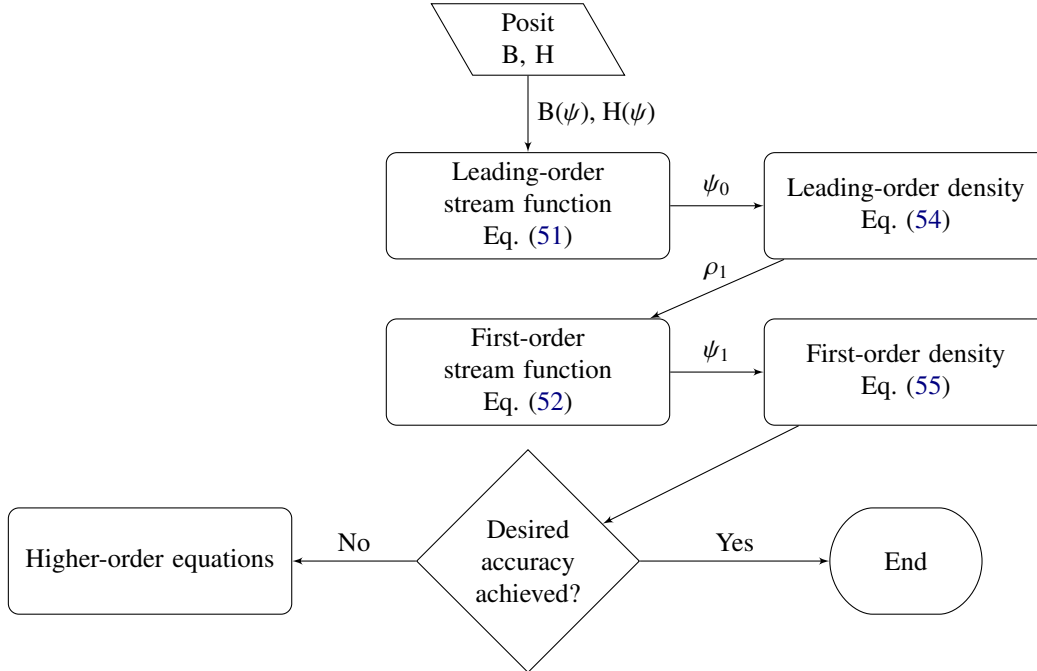 Posit
B, H
B(ψ), H(ψ)
Leading-order
stream function
Eq. (51)
ψ₀
Leading-order density
Eq. (54)
ρ₁
First-order
stream function
Eq. (52)
ψ₁
First-order density
Eq. (55)
Higher-order equations
No
Desired
accuracy
achieved?
Yes
End